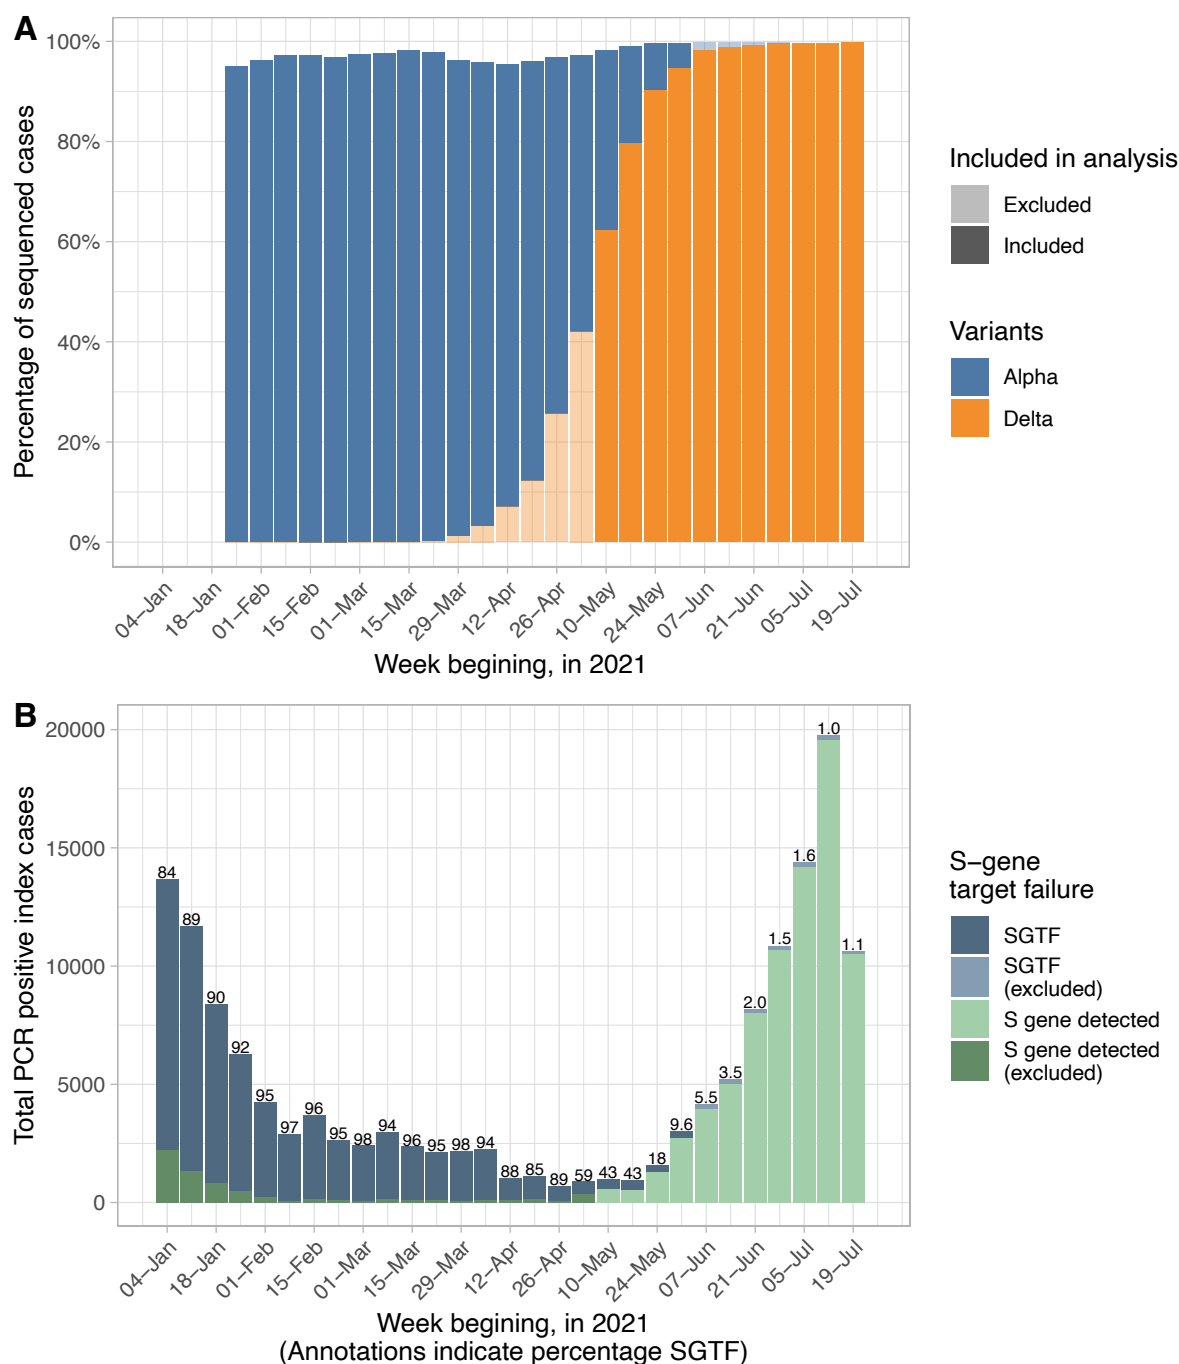 A
100%
80%
60%
40%
20%
0%
Percentage of sequenced cases
04−Jan
18−Jan
01−Feb
15−Feb
01−Mar
15−Mar
29−Mar
12−Apr
26−Apr
10−May
24−May
07−Jun
21−Jun
05−Jul
19−Jul
Week begining, in 2021
Included in analysis
Excluded
Included
Variants
Alpha
Delta
B
20000
15000
10000
5000
0
Total PCR positive index cases
84
89
90
92
95
97
96
95
98
94
96
95
98
94
88
85
89
59
43
43
18
9.6
5.5
3.5
2.0
1.5
1.6
1.0
1.1
04−Jan
18−Jan
01−Feb
15−Feb
01−Mar
15−Mar
29−Mar
12−Apr
26−Apr
10−May
24−May
07−Jun
21−Jun
05−Jul
19−Jul
Week begining, in 2021
(Annotations indicate percentage SGTF)
S−gene
target failure
SGTF
SGTF
(excluded)
S gene detected
S gene detected
(excluded)